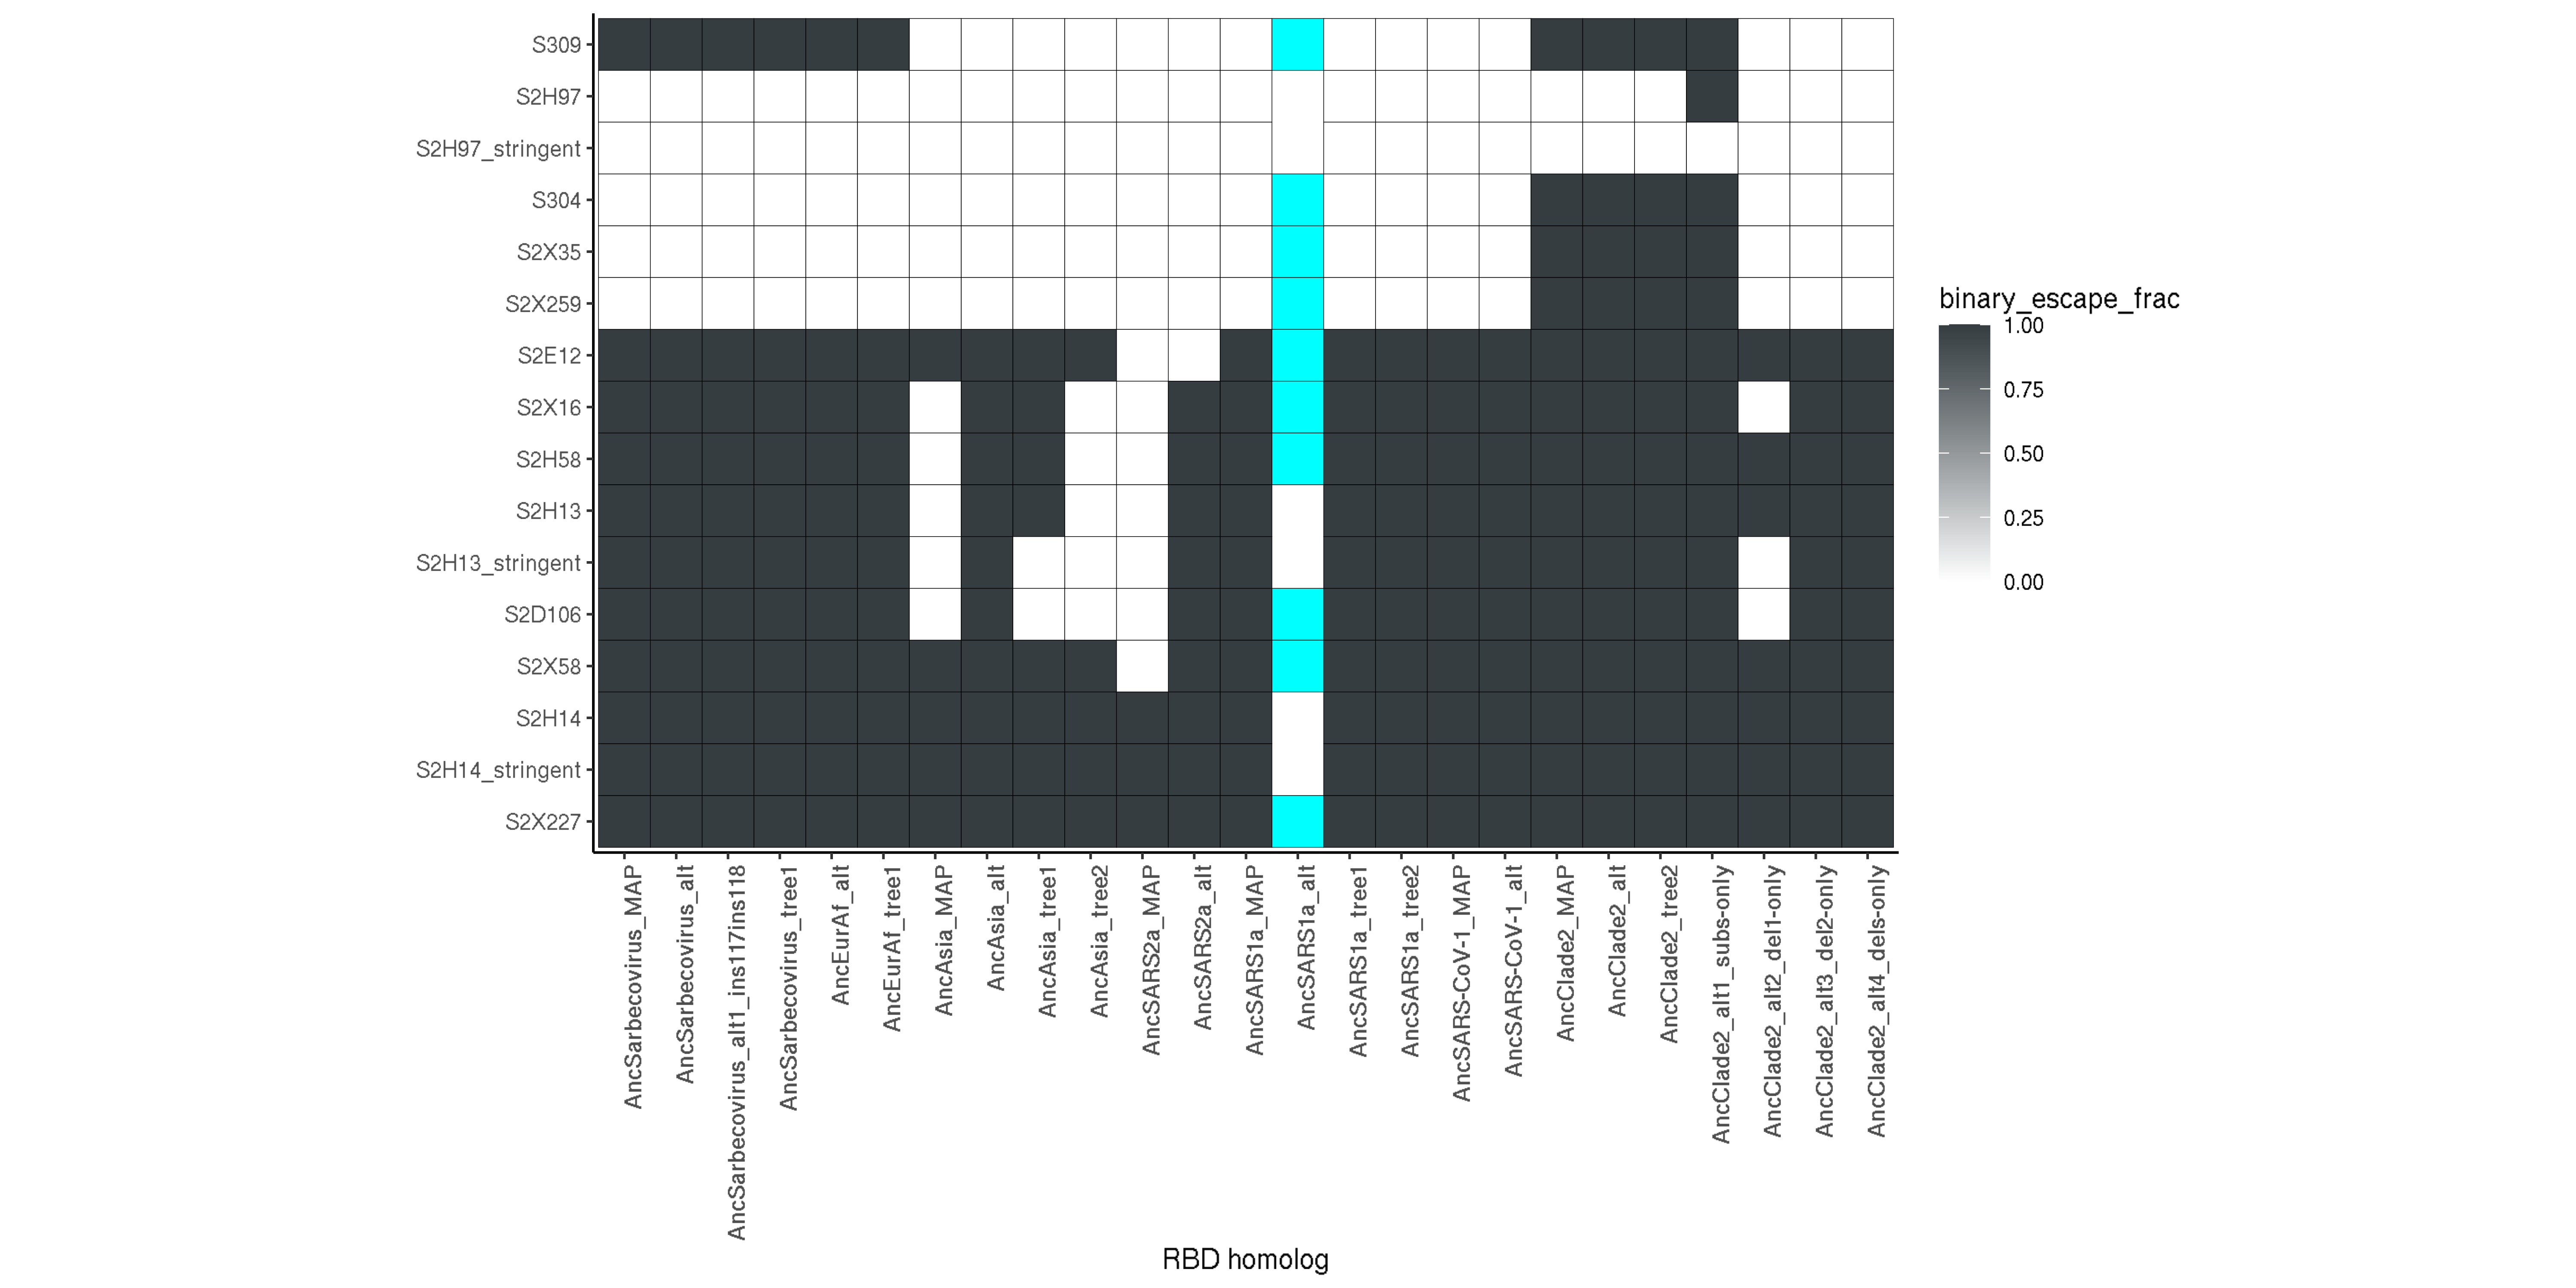 S309
S2H97
S2H97_stringent
S304
S2X35
S2X259
S2E12
S2X16
S2H58
S2H13
S2H13_stringent
S2D106
S2X58
S2H14
S2H14_stringent
S2X227
AncSarbecovirus_MAP
AncSarbecovirus_alt
AncSarbecovirus_alt1_ins117ins118
AncSarbecovirus_tree1
AncEurAf_alt
AncEurAf_tree1
AncAsia_MAP
AncAsia_alt
AncAsia_tree1
AncAsia_tree2
AncSARS2a_MAP
AncSARS2a_alt
AncSARS1a_MAP
AncSARS1a_alt
AncSARS1a_tree1
AncSARS1a_tree2
AncSARS-CoV-1_MAP
AncSARS-CoV-1_alt
AncClade2_MAP
AncClade2_alt
AncClade2_tree2
AncClade2_alt1_subs-only
AncClade2_alt2_del1-only
AncClade2_alt3_del2-only
AncClade2_alt4_dels-only
RBD homolog
binary_escape_frac
1.00
0.75
0.50
0.25
0.00